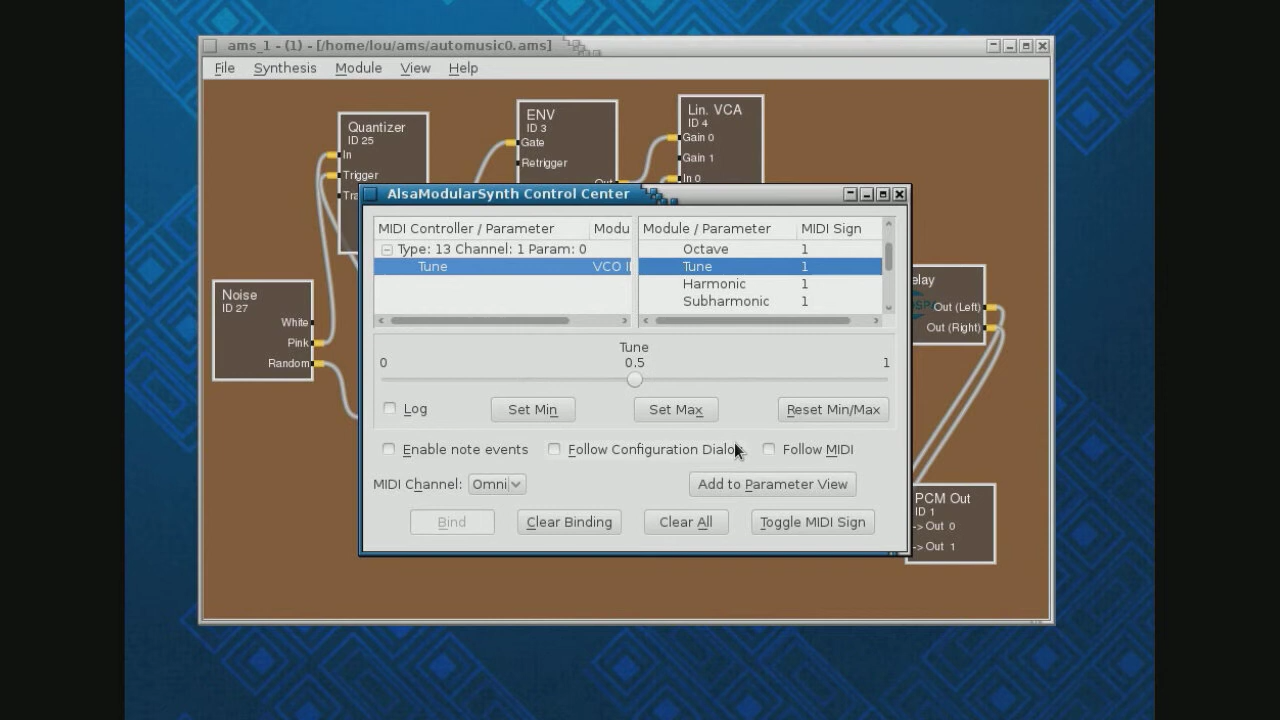 ams_1 - (1) - [/home/lou/ams/automusic0.ams]
File Synthesis Module View Help
Quantizer
ID 25
In
Trigger
ENV
ID 3
Gate
Retrigger
Lin. VCA
ID 4
Gain 0
Gain 1
In 0
Noise
ID 27
White
Pink
Random
AlsaModularSynth Control Center
MIDI Controller / Parameter Modu
Type: 13 Channel: 1 Param: 0
Tune VCO I
Module / Parameter MIDI Sign
Octave 1
Tune 1
Harmonic 1
Subharmonic 1
Tune
0 0.5 1
Log Set Min Set Max Reset Min/Max
Enable note events Follow Configuration Dialo Follow MIDI
MIDI Channel: Omni Add to Parameter View
Bind Clear Binding Clear All Toggle MIDI Sign
elay
Out (Left)
Out (Right)
PCM Out
ID 1
-> Out 0
-> Out 1